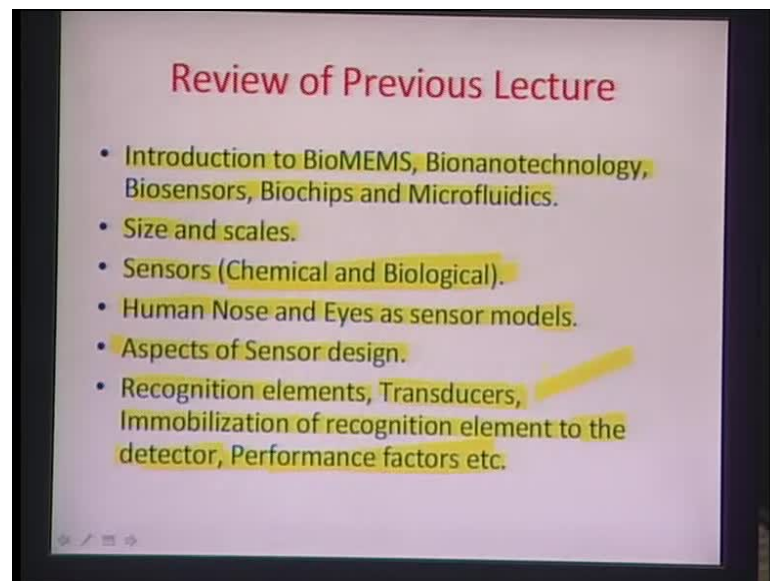 Review of Previous Lecture
• Introduction to BioMEMS, Bionanotechnology,
Biosensors, Biochips and Microfluidics.
• Size and scales.
• Sensors (Chemical and Biological).
• Human Nose and Eyes as sensor models.
• Aspects of Sensor design.
• Recognition elements, Transducers,
Immobilization of recognition element to the
detector, Performance factors etc.